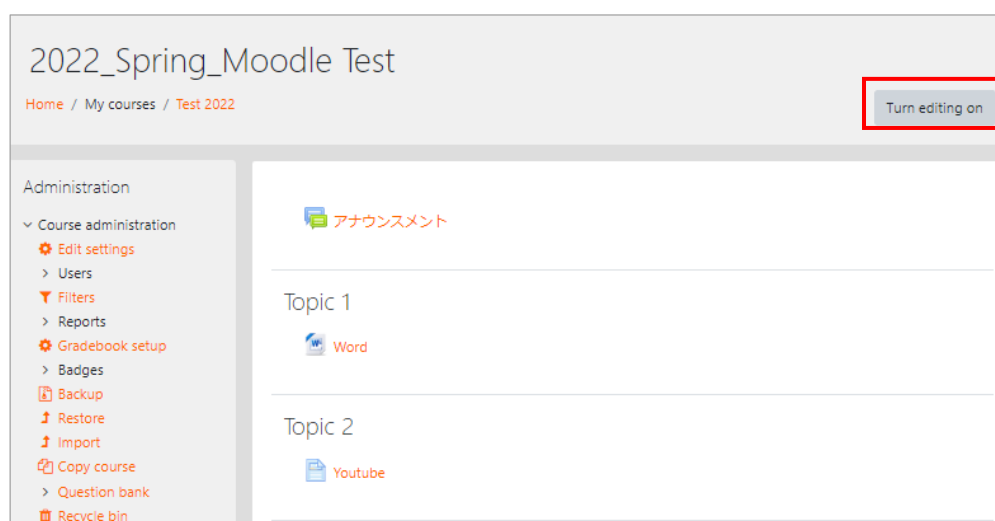 2022_Spring_Moodle Test
Home / My courses / Test 2022
Turn editing on
Administration
Course administration
Edit settings
Users
Filters
Reports
Gradebook setup
Badges
Backup
Restore
Import
Copy course
Question bank
Recycle bin
アナウンスメント
Topic 1
Word
Topic 2
Youtube